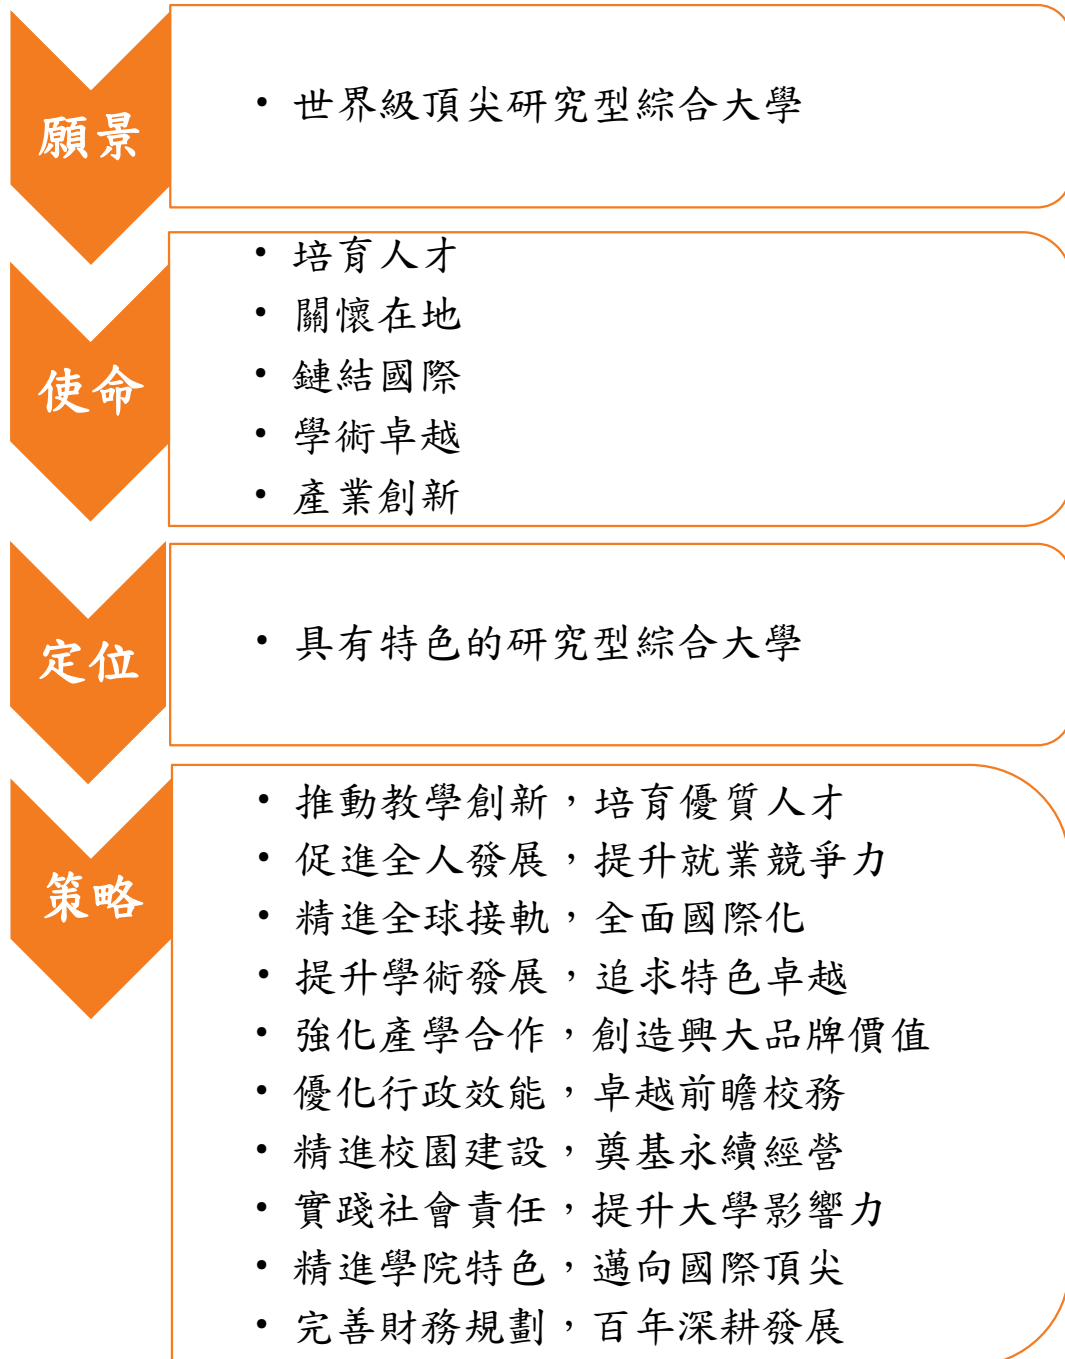 願景
• 世界級頂尖研究型綜合大學
使命
• 培育人才
• 關懷在地
• 鏈結國際
• 學術卓越
• 產業創新
定位
• 具有特色的研究型綜合大學
策略
• 推動教學創新，培育優質人才
• 促進全人發展，提升就業競爭力
• 精進全球接軌，全面國際化
• 提升學術發展，追求特色卓越
• 強化產學合作，創造興大品牌價值
• 優化行政效能，卓越前瞻校務
• 精進校園建設，奠基永續經營
• 實踐社會責任，提升大學影響力
• 精進學院特色，邁向國際頂尖
• 完善財務規劃，百年深耕發展